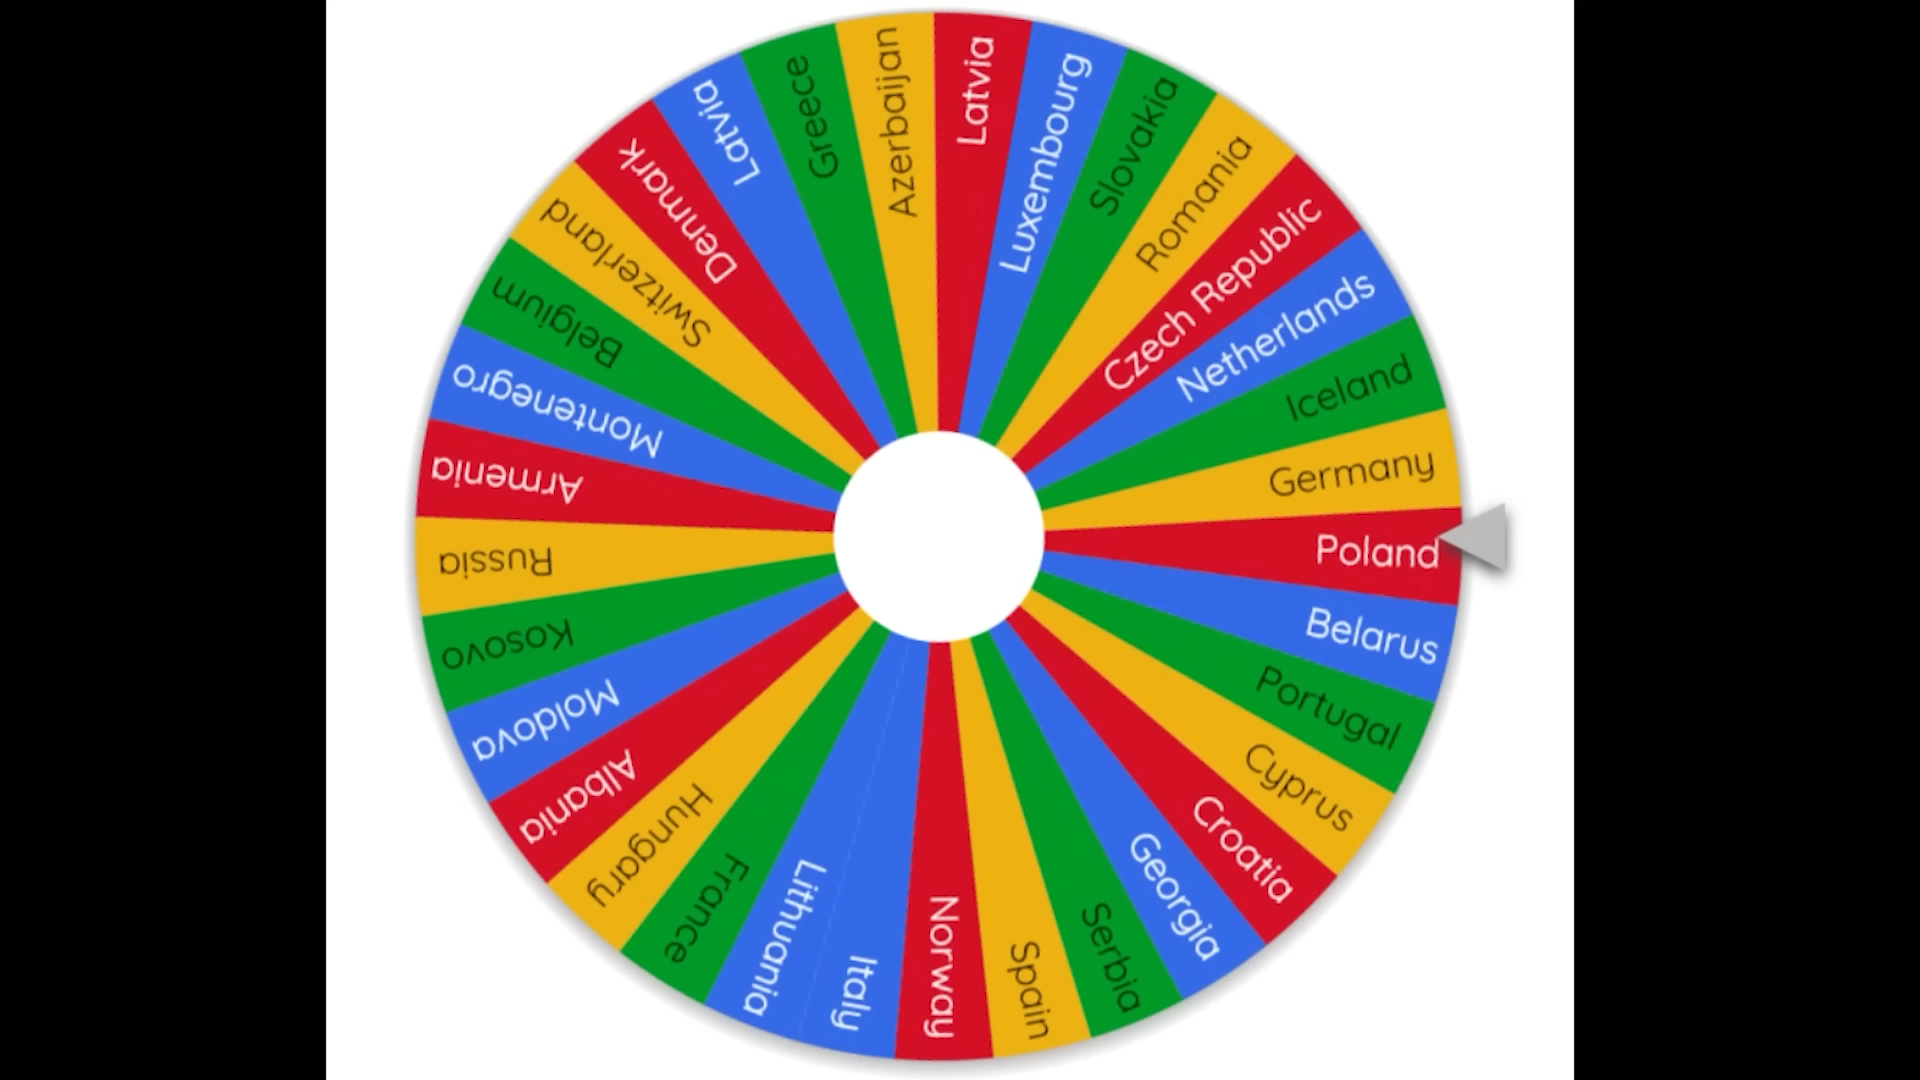 Latvia
Luxembourg
Slovakia
Romania
Czech Republic
Netherlands
Iceland
Germany
Poland
Belarus
Portugal
Cyprus
Croatia
Georgia
Serbia
Spain
Norway
Italy
Lithuania
France
Hungary
Albania
Moldova
Kosovo
Russia
Armenia
Montenegro
Belgium
Switzerland
Denmark
Latvia
Greece
Azerbaijan